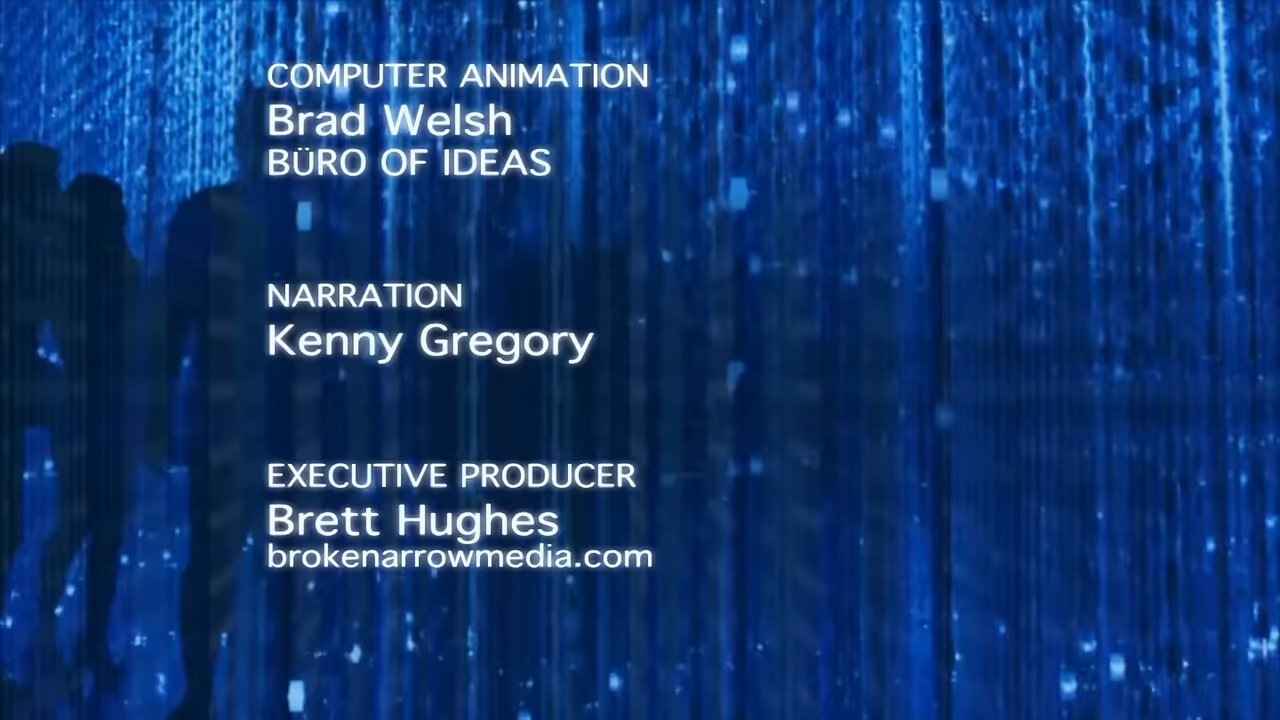 COMPUTER ANIMATION
Brad Welsh
BÜRO OF IDEAS
NARRATION
Kenny Gregory
EXECUTIVE PRODUCER
Brett Hughes
brokenarrowmedia.com